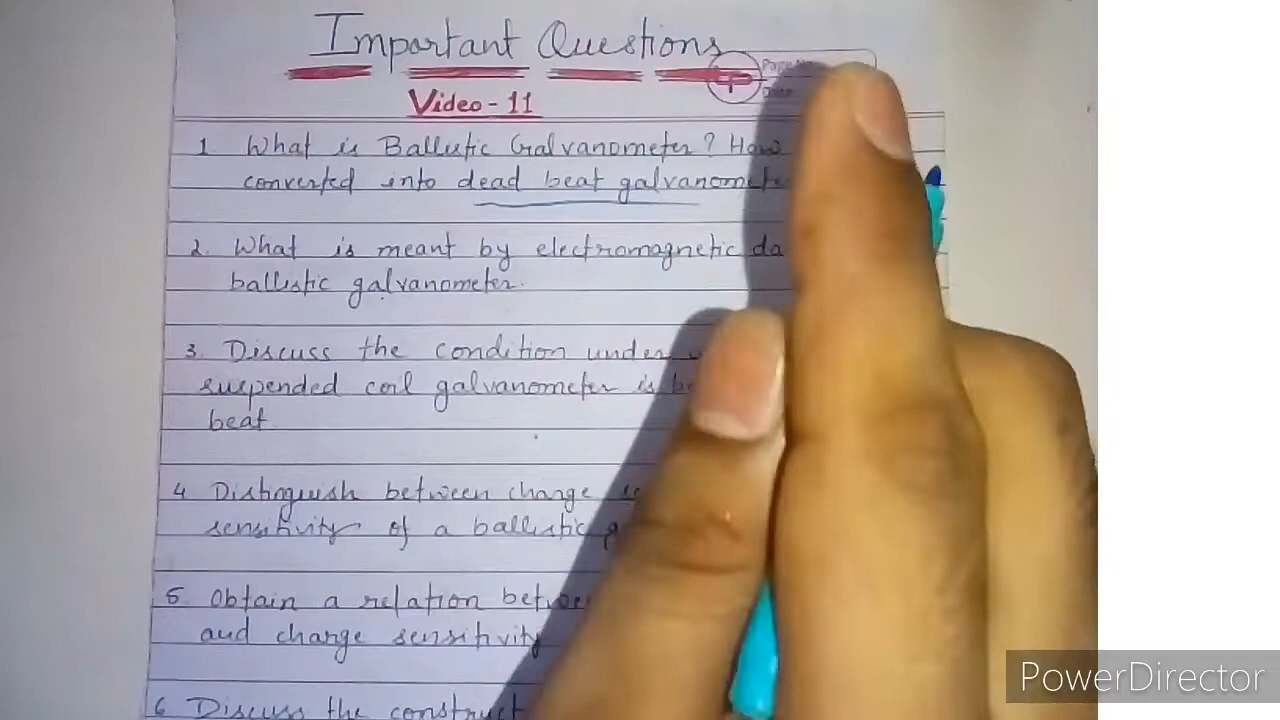 Important Questions
Video - 11
1 What is Ballistic Galvanometer? How
converted into dead beat galvanomete
2. What is meant by electromagnetic da
ballistic galvanometer.
3. Discuss the condition under
suspended coil galvanometer is be
beat
4 Distinguish between charge
sensitivity of a ballistic g
5. Obtain a relation betwee
and charge sensitivity
6 Discuss the construct
PowerDirector